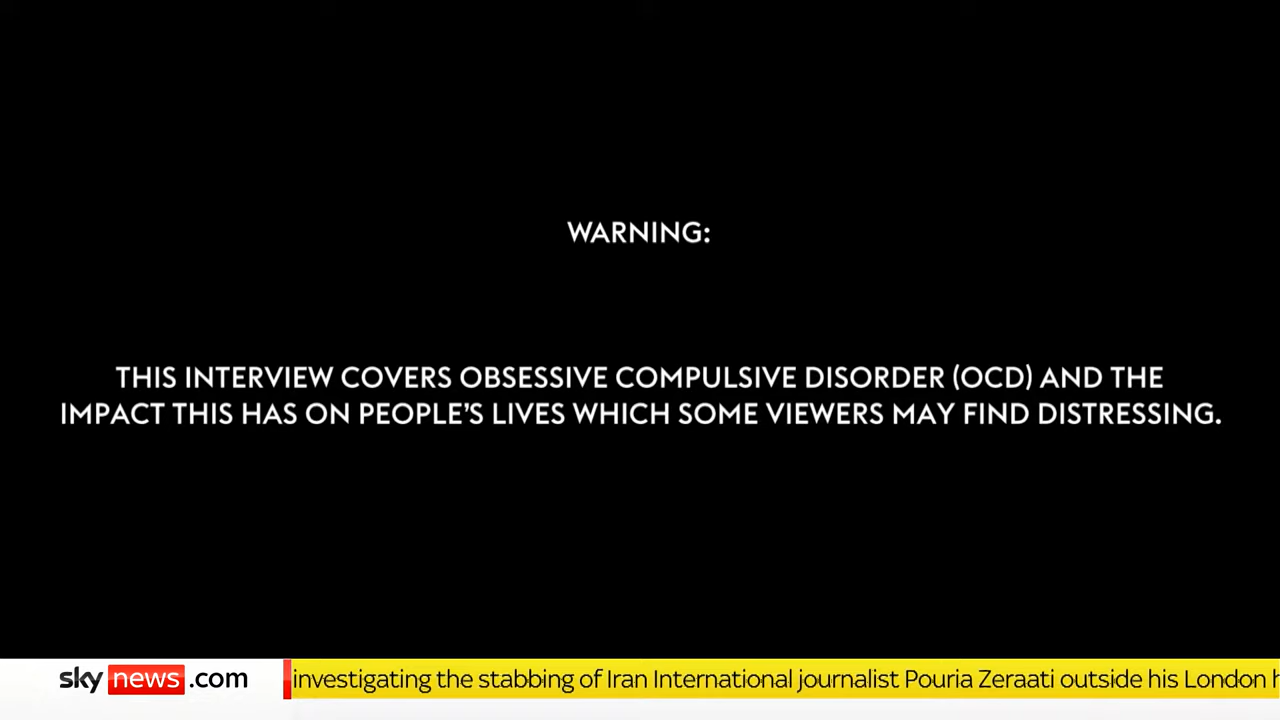 WARNING:
THIS INTERVIEW COVERS OBSESSIVE COMPULSIVE DISORDER (OCD) AND THE
IMPACT THIS HAS ON PEOPLE'S LIVES WHICH SOME VIEWERS MAY FIND DISTRESSING.
sky news .com
investigating the stabbing of Iran International journalist Pouria Zeraati outside his London